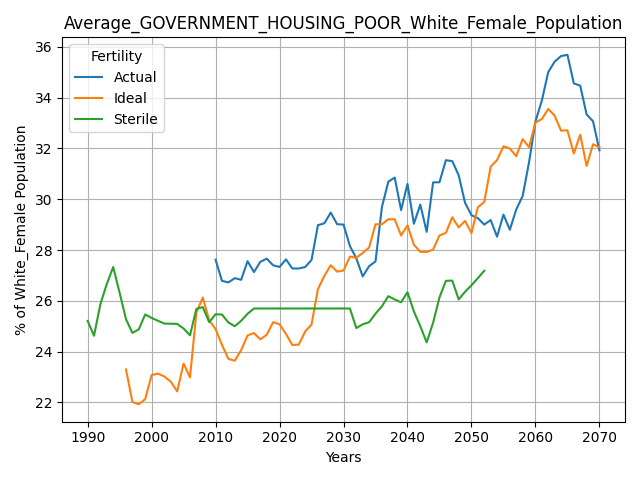 Average_GOVERNMENT_HOUSING_POOR_White_Female_Population
Fertility
Actual
Ideal
Sterile
% of White_Female Population
36
34
32
30
28
26
24
22
1990
2000
2010
2020
2030
2040
2050
2060
2070
Years